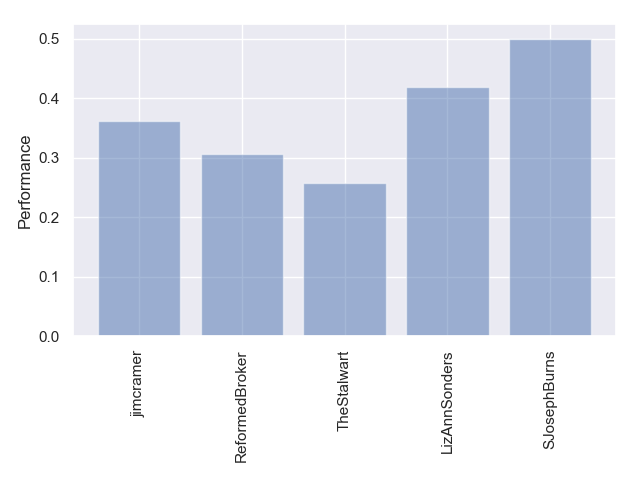 0.5
0.4
0.3
0.2
0.1
0.0
Performance
jimcramer
ReformedBroker
TheStalwart
LizAnnSonders
SJosephBurns